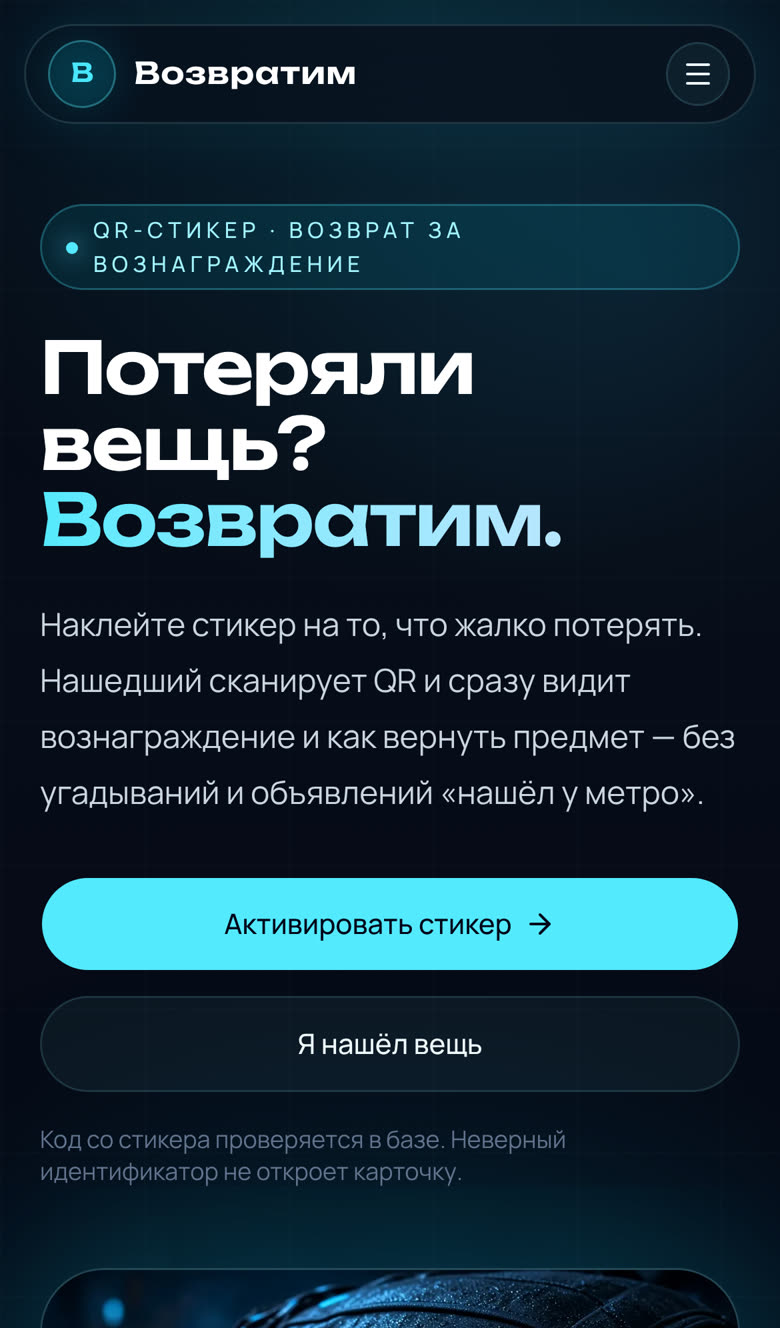 В
Возвратим
QR-СТИКЕР · ВОЗВРАТ ЗА
ВОЗНАГРАЖДЕНИЕ
Потеряли
вещь?
Возвратим.
Наклейте стикер на то, что жалко потерять.
Нашедший сканирует QR и сразу видит
вознаграждение и как вернуть предмет — без
угадываний и объявлений «нашёл у метро».
Активировать стикер →
Я нашёл вещь
Код со стикера проверяется в базе. Неверный
идентификатор не откроет карточку.